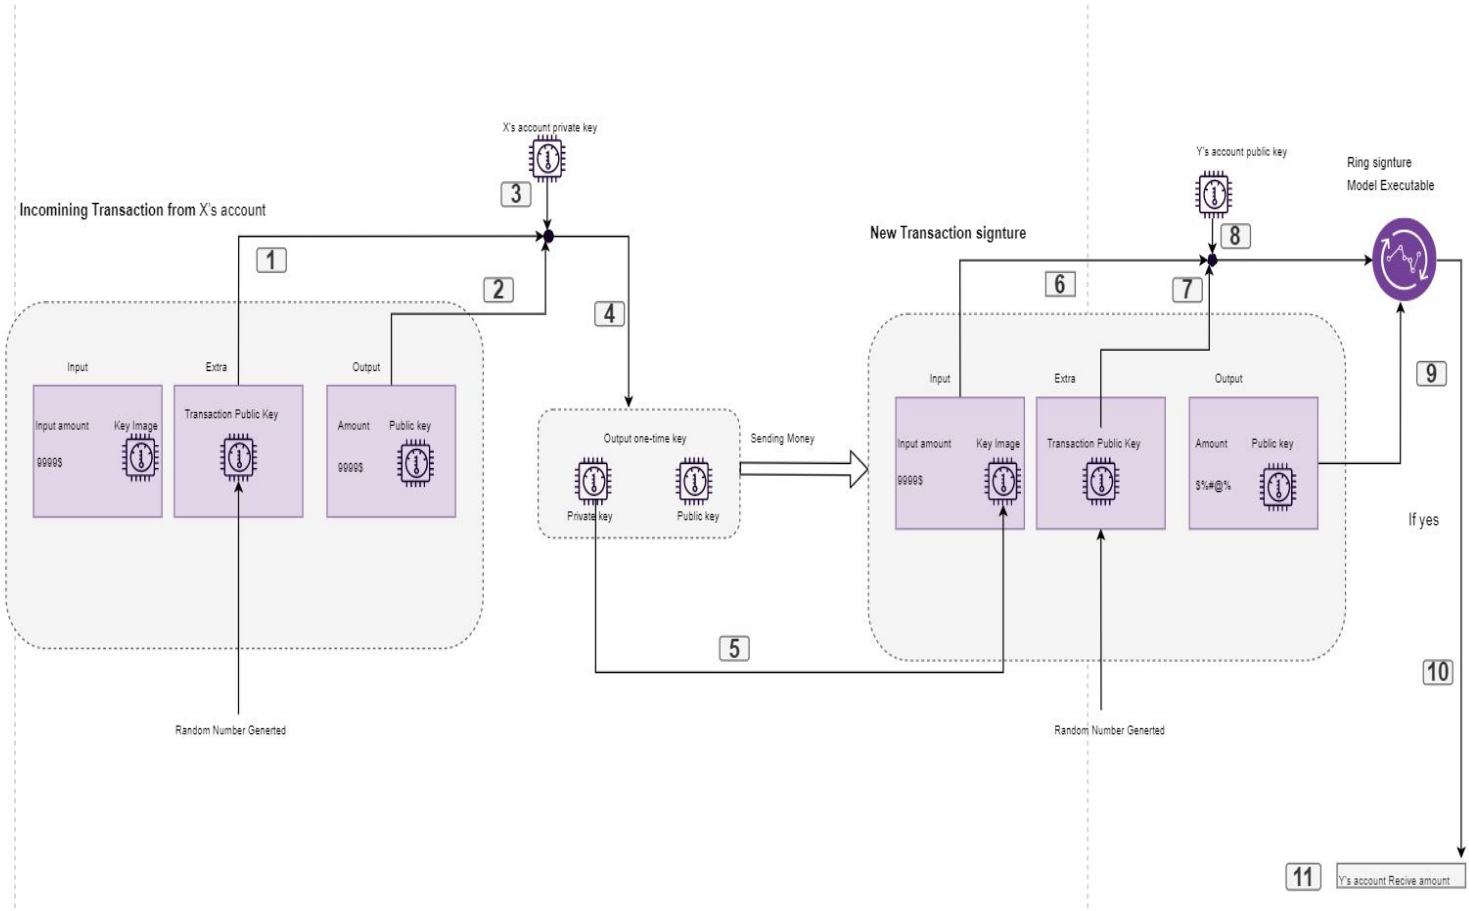 X's account private key
3
Incomining Transaction from X's account
1
2
4
Input
Extra
Output
Input amount
Key Image
9999$
Transaction Public Key
Amount
Public key
9999$
Random Number Generted
Output one-time key
Private key
Public key
Sending Money
5
Y's account public key
8
Ring signture
Model Executable
New Transaction signture
6
7
9
Input
Extra
Output
Input amount
Key Image
9999$
Transaction Public Key
Amount
Public key
$%#@%
If yes
Random Number Generted
10
11
Y's account Recive amount